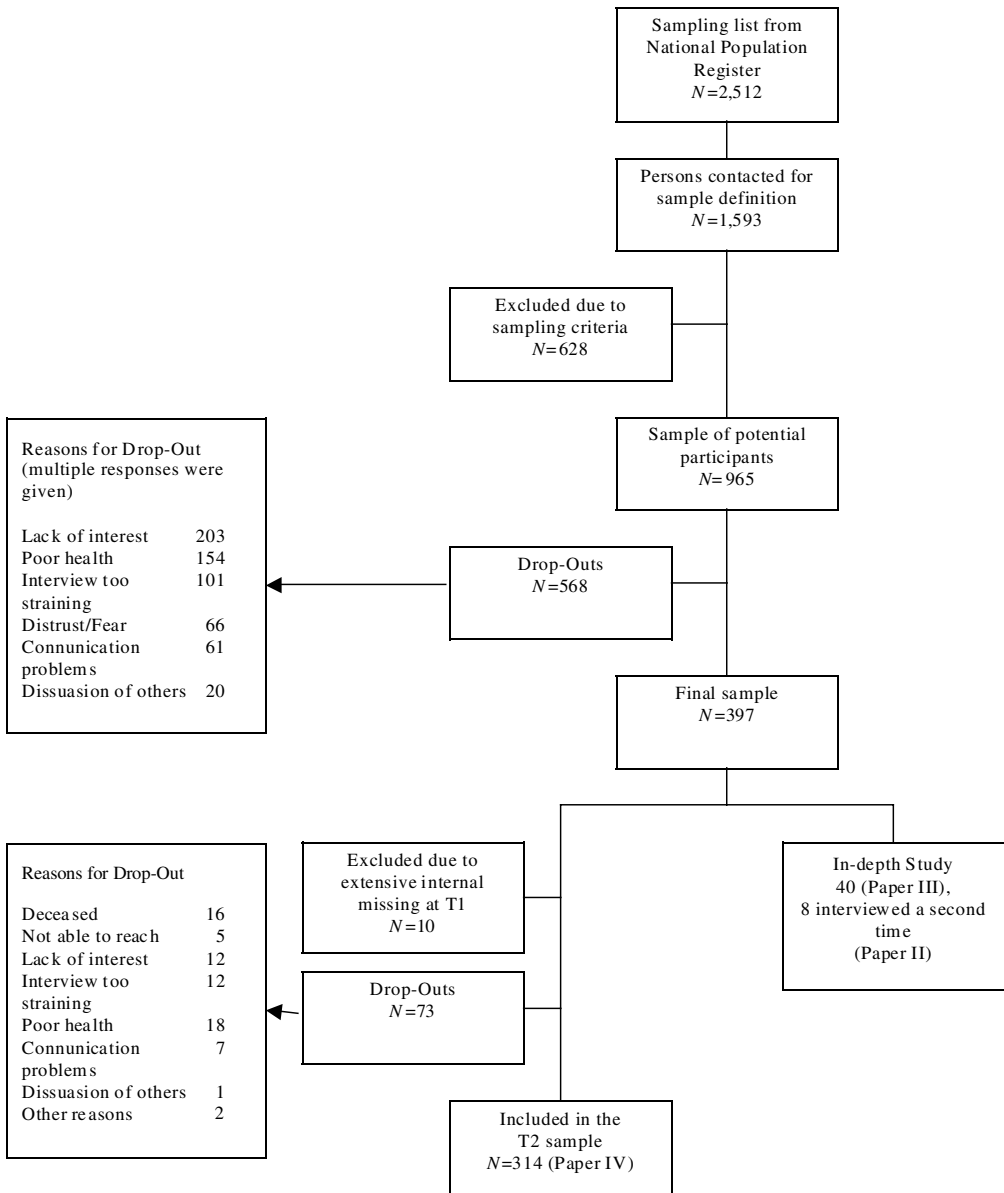 Sampling list from
National Population
Register
N=2,512
Persons contacted for
sample definition
N=1,593
Excluded due to
sampling criteria
N=628
Sample of potential
participants
N=965
Reasons for Drop-Out
(multiple responses were
given)
Lack of interest 203
Poor health 154
Interview too 101
straining
Distrust/Fear 66
Connunication 61
problems
Dissuasion of others 20
Drop-Outs
N=568
Final sample
N=397
Excluded due to
extensive internal
missing at T1
N=10
In-depth Study
40 (Paper III),
8 interviewed a second
time
(Paper II)
Reasons for Drop-Out
Deceased 16
Not able to reach 5
Lack of interest 12
Interview too 12
straining
Poor health 18
Connunication 7
problems
Dissuasion of others 1
Other reasons 2
Drop-Outs
N=73
Included in the
T2 sample
N=314 (Paper IV)